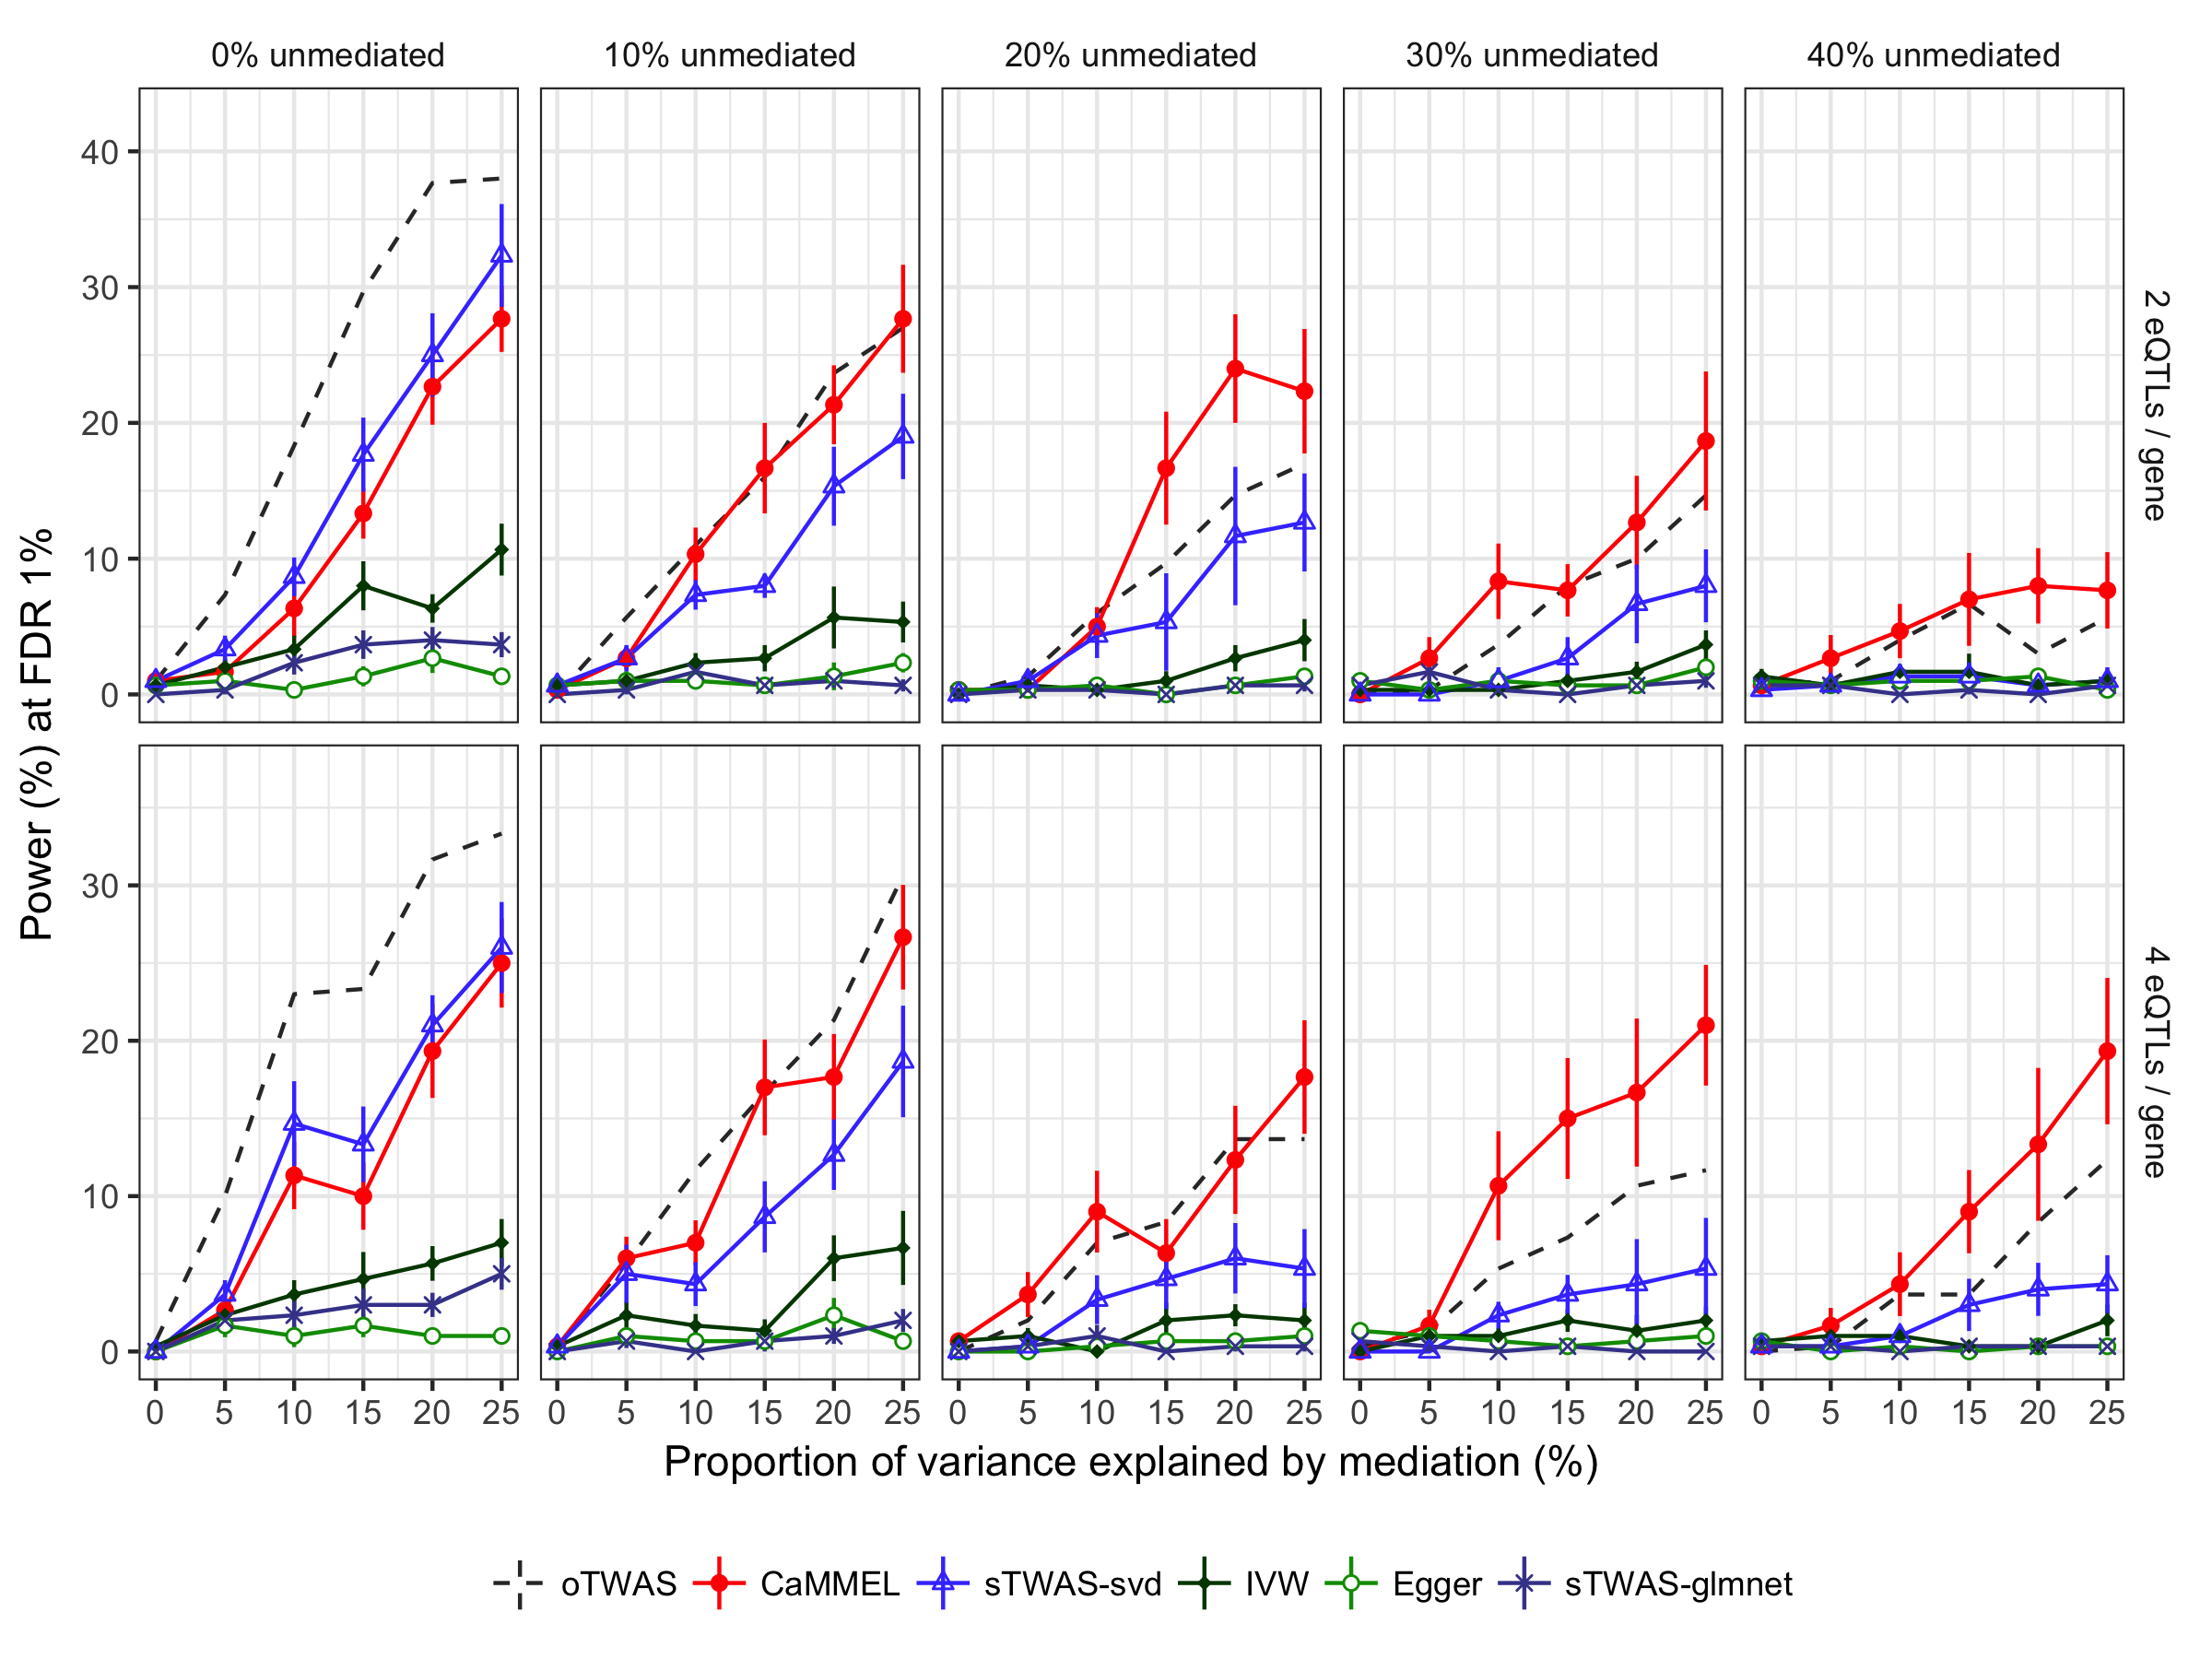 0% unmediated 10% unmediated 20% unmediated 30% unmediated 40% unmediated
Power (%) at FDR 1%
40
30
20
10
0
2 eQTLs / gene
30
20
10
0
4 eQTLs / gene
0 5 10 15 20 25 0 5 10 15 20 25 0 5 10 15 20 25 0 5 10 15 20 25 0 5 10 15 20 25
Proportion of variance explained by mediation (%)
oTWAS CaMMEL sTWAS-svd IVW Egger sTWAS-glmnet